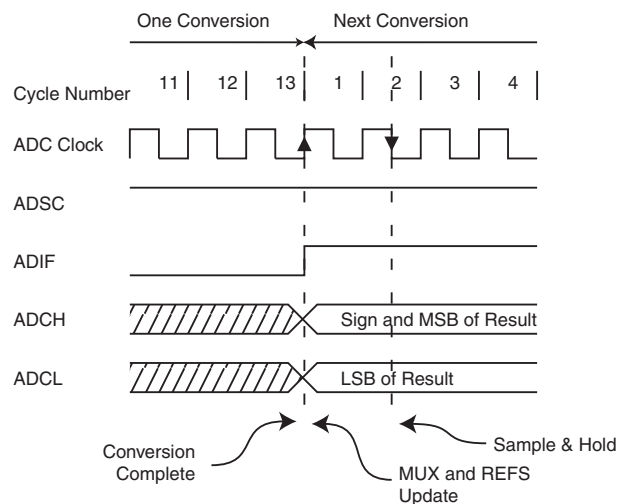 One Conversion Next Conversion
Cycle Number 11 12 13 1 2 3 4
ADC Clock
ADSC
ADIF
ADCH Sign and MSB of Result
ADCL LSB of Result
Conversion
Complete
MUX and REFS
Update
Sample & Hold